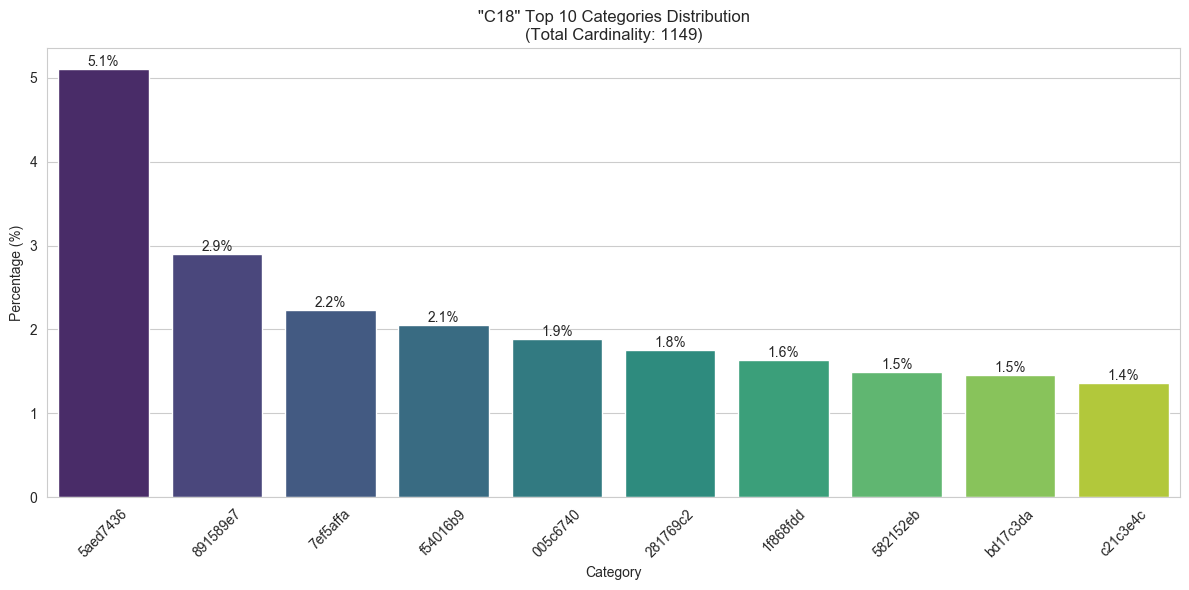 "C18" Top 10 Categories Distribution
(Total Cardinality: 1149)
Percentage (%)
5
4
3
2
1
0
5.1%
2.9%
2.2%
2.1%
1.9%
1.8%
1.6%
1.5%
1.5%
1.4%
5aed7436
891589e7
7ef5affa
f54016b9
005c6740
281769c2
1f868fdd
582152eb
bd17c3da
c21c3e4c
Category